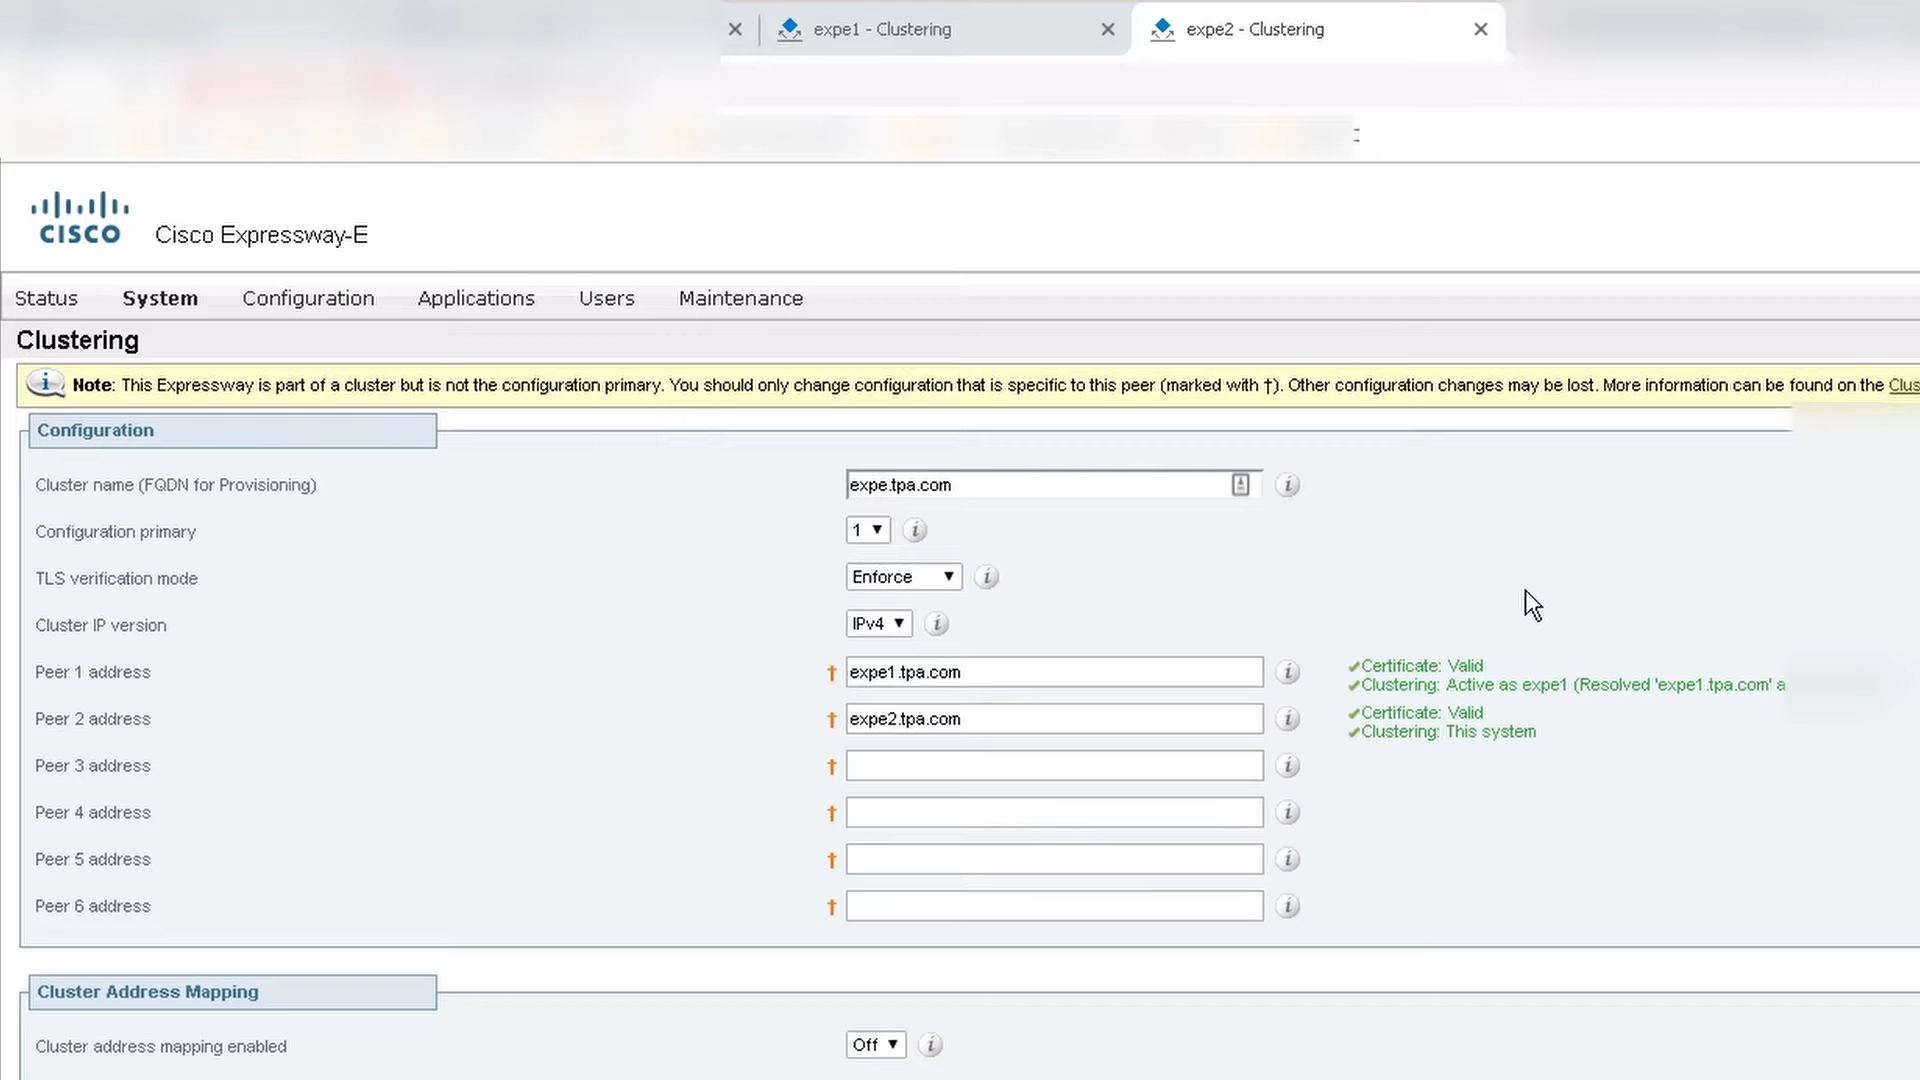 expe1 - Clustering
expe2 - Clustering
CISCO
Cisco Expressway-E
Status System Configuration Applications Users Maintenance
Clustering
Note: This Expressway is part of a cluster but is not the configuration primary. You should only change configuration that is specific to this peer (marked with †). Other configuration changes may be lost. More information can be found on the Clus
Configuration
Cluster name (FQDN for Provisioning) expe.tpa.com
Configuration primary 1
TLS verification mode Enforce
Cluster IP version IPv4
Peer 1 address † expe1.tpa.com
Certificate: Valid
Clustering: Active as expe1 (Resolved 'expe1.tpa.com' a
Peer 2 address † expe2.tpa.com
Certificate: Valid
Clustering: This system
Peer 3 address †
Peer 4 address †
Peer 5 address †
Peer 6 address †
Cluster Address Mapping
Cluster address mapping enabled Off